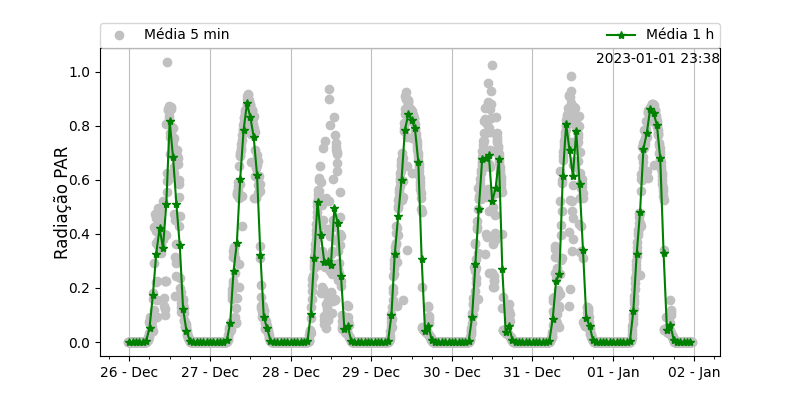 Média 5 min
Média 1 h
2023-01-01 23:38
Radiação PAR
1.0
0.8
0.6
0.4
0.2
0.0
26 - Dec
27 - Dec
28 - Dec
29 - Dec
30 - Dec
31 - Dec
01 - Jan
02 - Jan